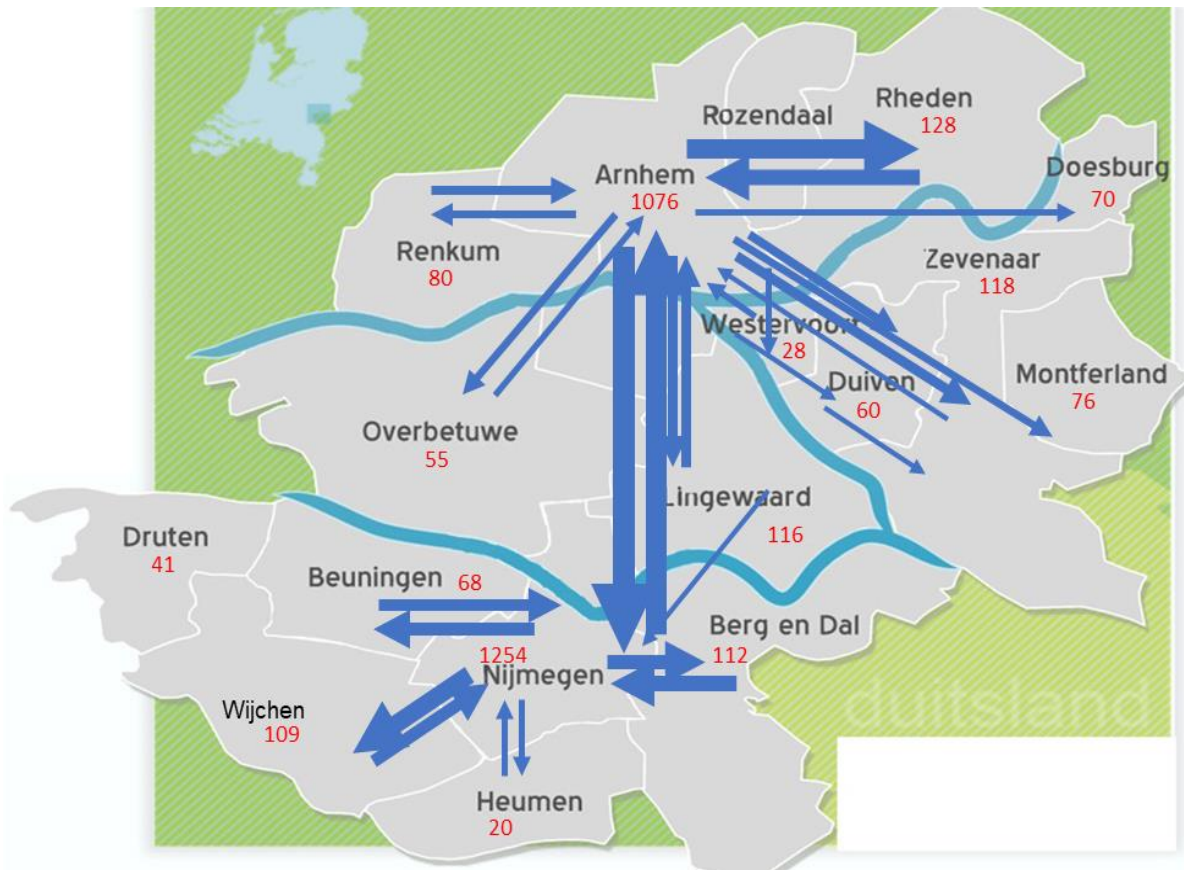 Rozendaal
Rheden
128
Doesburg
70
Arnhem
1076
Renkum
80
Zevenaar
118
Westervoort
28
Duiven
60
Montferland
76
Overbetuwe
55
Lingewaard
116
Druten
41
Beuningen 68
Berg en Dal
112
1254
Nijmegen
duitsland
Wijchen
109
Heumen
20